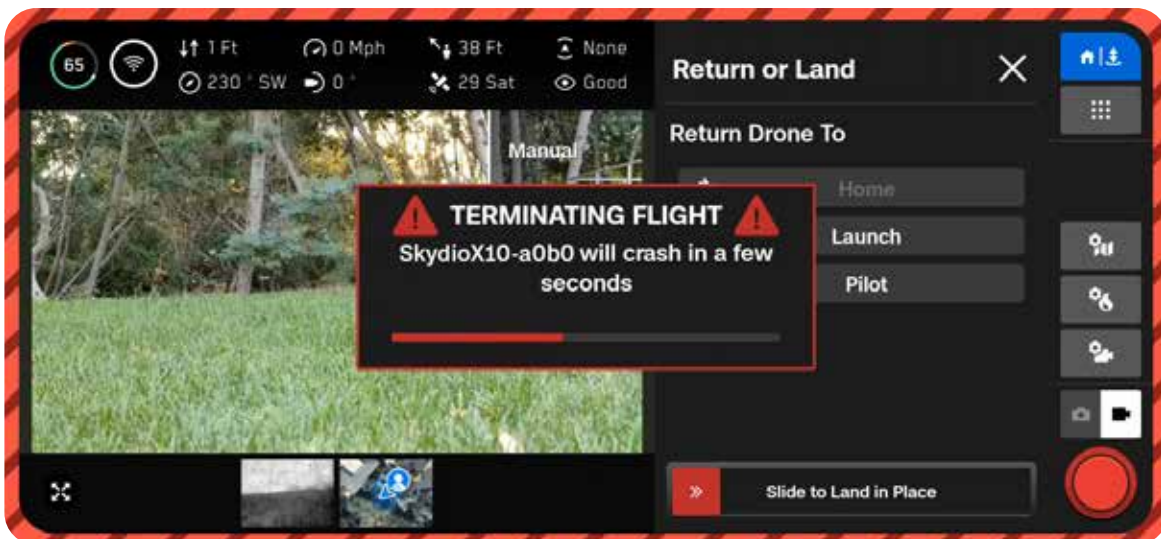 65
1 Ft
0 Mph
38 Ft
None
230 ° SW
0 °
29 Sat
Good
Manual
Return or Land
Return Drone To
Home
Launch
Pilot
TERMINATING FLIGHT
SkydioX10-a0b0 will crash in a few
seconds
Slide to Land in Place